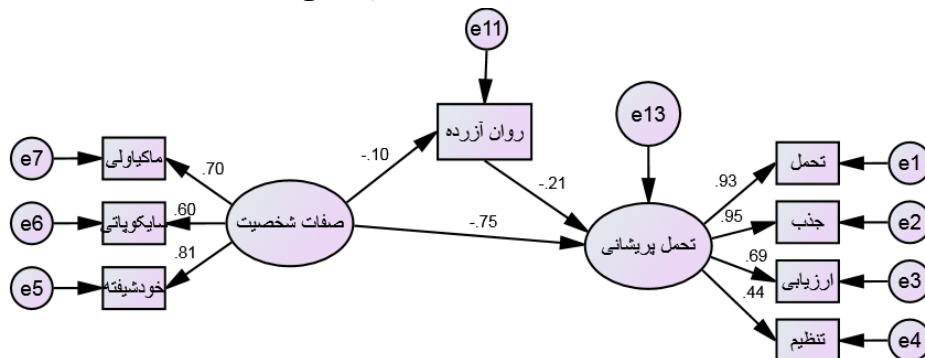 e11
روان آزرده
e13
e7
ماکیاولی
.70
-.10
-.21
.93
تحمل
e1
e6
سایکوپاتی
.60
صفات شخصیت
-.75
تحمل پریشانی
.95
جذب
e2
e5
خودشیفته
.81
.69
ارزیابی
e3
.44
تنظیم
e4